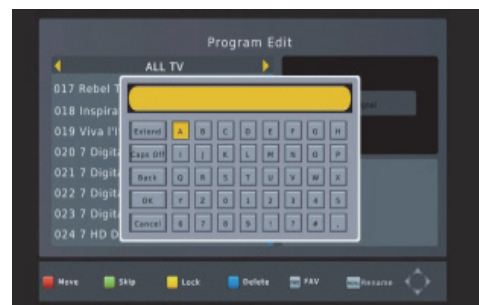 Program Edit
ALL TV
017 Rebel T
018 Inspira
019 Viva l'I
020 7 Digit
021 7 Digit
022 7 Digit
023 7 Digit
024 7 HD D
Extend A B C D E F G H
Caps Off I J K L M N O P
Back Q R S T U V W X
OK Y Z 0 1 2 3 4 5
Cancel 6 7 8 9 ! ? # .
Move Skip Lock Delete FAV Rename